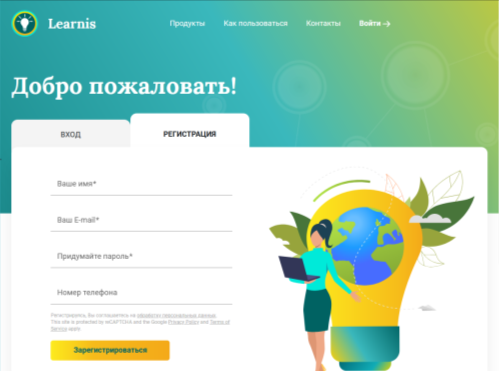 Learnis
Продукты
Как пользоваться
Контакты
Войти
Добро пожаловать!
ВХОД
РЕГИСТРАЦИЯ
Ваше имя*
Ваш E-mail*
Придумайте пароль*
Номер телефона
Регистрируясь, Вы соглашаетесь на обработку персональных данных.
This site is protected by reCAPTCHA and the Google Privacy Policy and Terms of
Service apply.
Зарегистрироваться